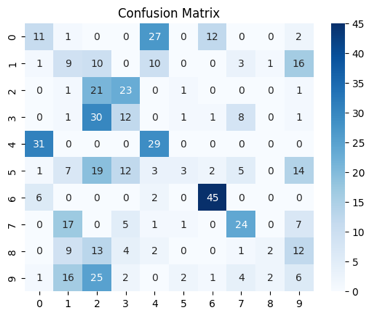 Confusion Matrix
0 11 1 0 0 27 0 12 0 0 2
1 1 9 10 0 10 0 0 3 1 16
2 0 1 21 23 0 1 0 0 0 1
3 0 1 30 12 0 1 1 8 0 1
4 31 0 0 0 29 0 0 0 0 0
5 1 7 19 12 3 3 2 5 0 14
6 6 0 0 0 2 0 45 0 0 0
7 0 17 0 5 1 1 0 24 0 7
8 0 9 13 4 2 0 0 1 2 12
9 1 16 25 2 0 2 1 4 2 6
0 1 2 3 4 5 6 7 8 9
45
40
35
30
25
20
15
10
5
0